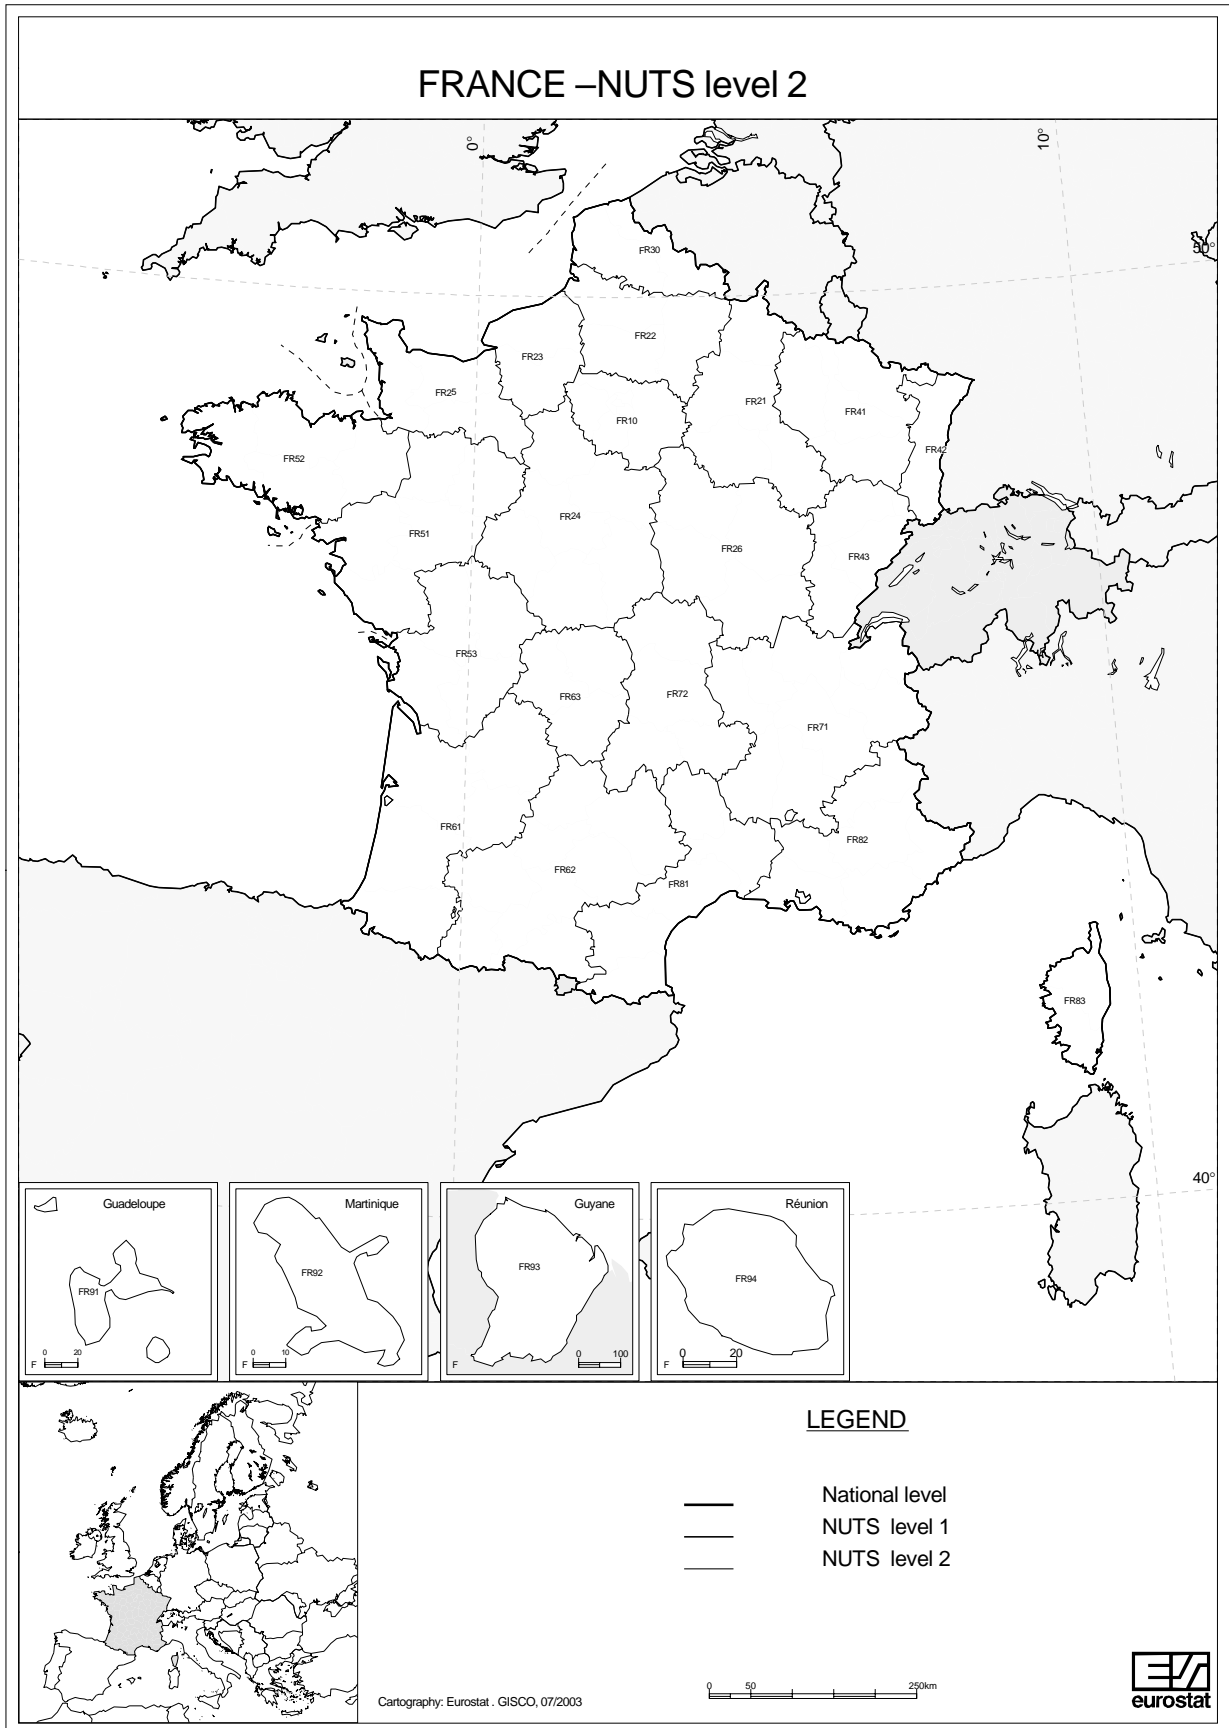 FRANCE –NUTS level 2
0°
10°
50°
FR30
FR22
FR23
FR25
FR21
FR10
FR41
FR42
FR52
FR24
FR51
FR26
FR43
FR53
FR63
FR72
FR71
FR61
FR82
FR62
FR81
FR83
40°
Guadeloupe
FR91
F
0 20
Martinique
FR92
F
0 10
Guyane
FR93
F
0 100
Réunion
FR94
F
0 20
LEGEND
National level
NUTS level 1
NUTS level 2
Cartography: Eurostat . GISCO, 07/2003
0 50 250km
eurostat